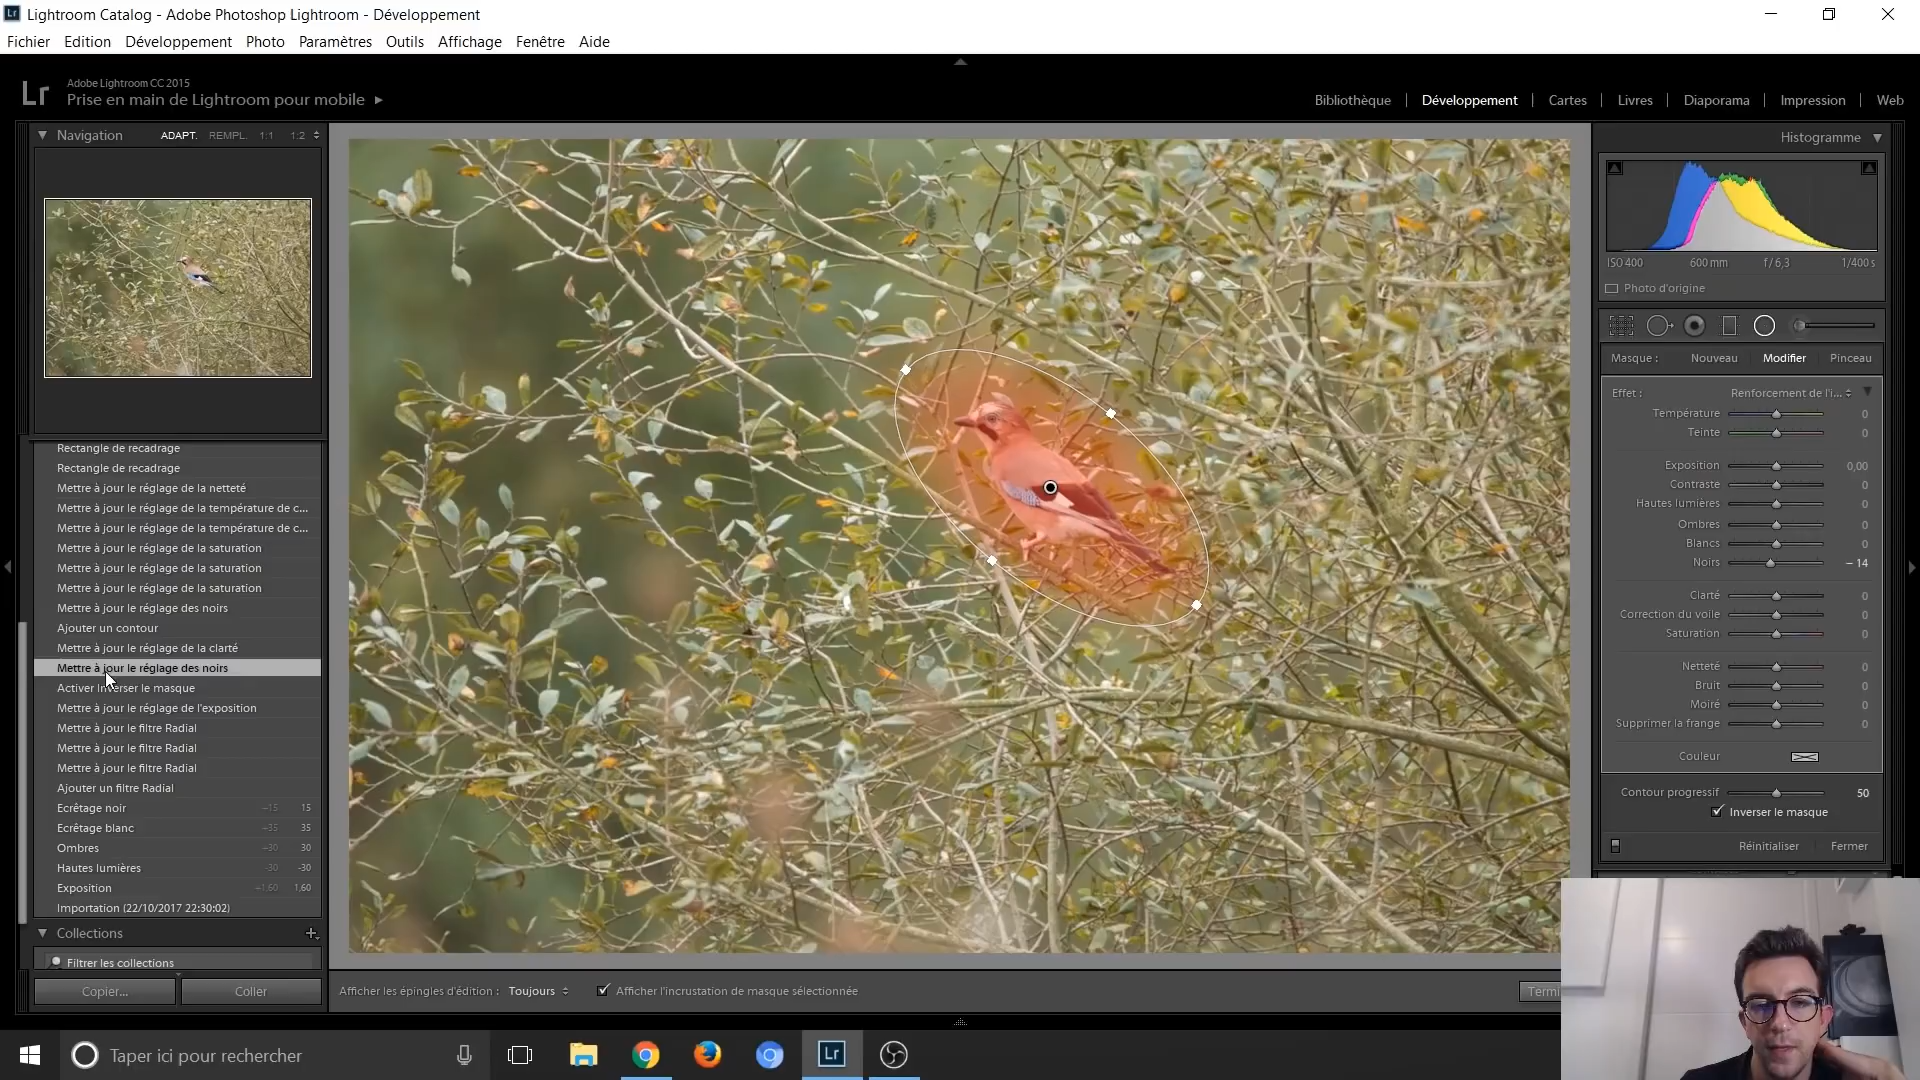 Lr Lightroom Catalog - Adobe Photoshop Lightroom - Développement
Fichier Edition Développement Photo Paramètres Outils Affichage Fenêtre Aide
Lr
Adobe Lightroom CC 2015
Prise en main de Lightroom pour mobile
Bibliothèque Développement Cartes Livres Diaporama Impression Web
Navigation ADAPT. REMPL. 1:1 1:2
Rectangle de recadrage
Rectangle de recadrage
Mettre à jour le réglage de la netteté
Mettre à jour le réglage de la température de c...
Mettre à jour le réglage de la température de c...
Mettre à jour le réglage de la saturation
Mettre à jour le réglage de la saturation
Mettre à jour le réglage de la saturation
Mettre à jour le réglage des noirs
Ajouter un contour
Mettre à jour le réglage de la clarté
Mettre à jour le réglage des noirs
Activer Inverser le masque
Mettre à jour le réglage de l'exposition
Mettre à jour le filtre Radial
Mettre à jour le filtre Radial
Mettre à jour le filtre Radial
Ajouter un filtre Radial
Ecrêtage noir +15 15
Ecrêtage blanc +35 35
Ombres +30 30
Hautes lumières -30 -30
Exposition +1,60 1,60
Importation (22/10/2017 22:30:02)
Collections
Filtrer les collections
Copier... Coller
Afficher les épingles d'édition : Toujours Afficher l'incrustation de masque sélectionnée
Termi
Histogramme
ISO 400 600 mm f / 6,3 1/400 s
Photo d'origine
Masque : Nouveau Modifier Pinceau
Effet : Renforcement de l'i...
Température 0
Teinte 0
Exposition 0,00
Contraste 0
Hautes lumières 0
Ombres 0
Blancs 0
Noirs – 14
Clarté 0
Correction du voile 0
Saturation 0
Netteté 0
Bruit 0
Moiré 0
Supprimer la frange 0
Couleur
Contour progressif 50
Inverser le masque
Réinitialiser Fermer
Taper ici pour rechercher
Lr